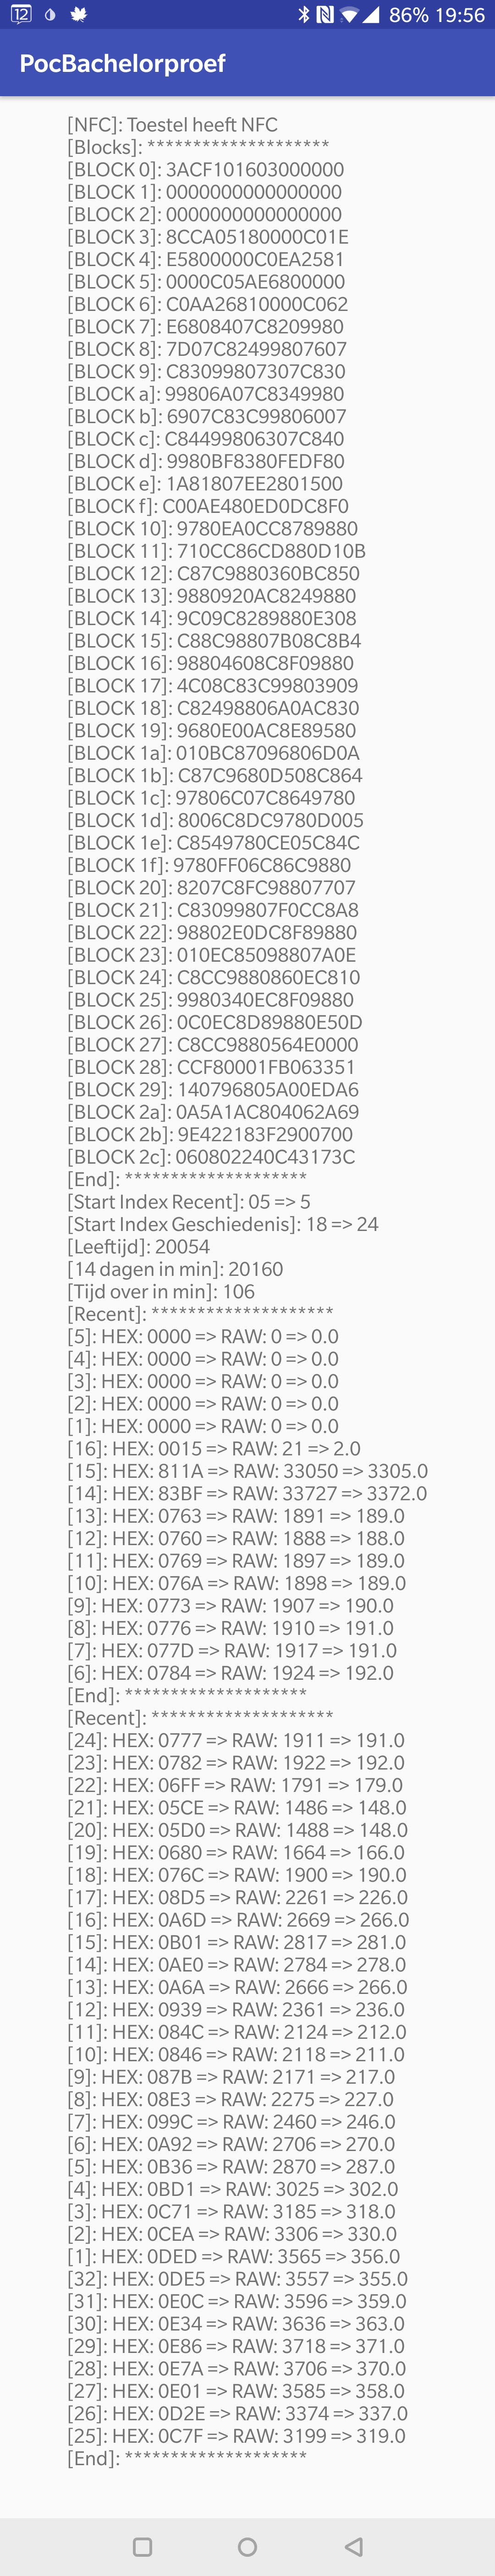 12 86% 19:56
PocBachelorproef
[NFC]: Toestel heeft NFC
[Blocks]: ********************
[BLOCK 0]: 3ACF101603000000
[BLOCK 1]: 0000000000000000
[BLOCK 2]: 0000000000000000
[BLOCK 3]: 8CCA05180000C01E
[BLOCK 4]: E5800000C0EA2581
[BLOCK 5]: 0000C05AE6800000
[BLOCK 6]: C0AA26810000C062
[BLOCK 7]: E6808407C8209980
[BLOCK 8]: 7D07C82499807607
[BLOCK 9]: C83099807307C830
[BLOCK a]: 99806A07C8349980
[BLOCK b]: 6907C83C99806007
[BLOCK c]: C84499806307C840
[BLOCK d]: 9980BF8380FEDF80
[BLOCK e]: 1A81807EE2801500
[BLOCK f]: C00AE480ED0DC8F0
[BLOCK 10]: 9780EA0CC8789880
[BLOCK 11]: 710CC86CD880D10B
[BLOCK 12]: C87C9880360BC850
[BLOCK 13]: 9880920AC8249880
[BLOCK 14]: 9C09C8289880E308
[BLOCK 15]: C88C98807B08C8B4
[BLOCK 16]: 98804608C8F09880
[BLOCK 17]: 4C08C83C99803909
[BLOCK 18]: C82498806A0AC830
[BLOCK 19]: 9680E00AC8E89580
[BLOCK 1a]: 010BC87096806D0A
[BLOCK 1b]: C87C9680D508C864
[BLOCK 1c]: 97806C07C8649780
[BLOCK 1d]: 8006C8DC9780D005
[BLOCK 1e]: C8549780CE05C84C
[BLOCK 1f]: 9780FF06C86C9880
[BLOCK 20]: 8207C8FC98807707
[BLOCK 21]: C83099807F0CC8A8
[BLOCK 22]: 98802E0DC8F89880
[BLOCK 23]: 010EC85098807A0E
[BLOCK 24]: C8CC9880860EC810
[BLOCK 25]: 9980340EC8F09880
[BLOCK 26]: 0C0EC8D89880E50D
[BLOCK 27]: C8CC9880564E0000
[BLOCK 28]: CCF80001FB063351
[BLOCK 29]: 140796805A00EDA6
[BLOCK 2a]: 0A5A1AC804062A69
[BLOCK 2b]: 9E422183F2900700
[BLOCK 2c]: 060802240C43173C
[End]: ********************
[Start Index Recent]: 05 => 5
[Start Index Geschiedenis]: 18 => 24
[Leeftijd]: 20054
[14 dagen in min]: 20160
[Tijd over in min]: 106
[Recent]: ********************
[5]: HEX: 0000 => RAW: 0 => 0.0
[4]: HEX: 0000 => RAW: 0 => 0.0
[3]: HEX: 0000 => RAW: 0 => 0.0
[2]: HEX: 0000 => RAW: 0 => 0.0
[1]: HEX: 0000 => RAW: 0 => 0.0
[16]: HEX: 0015 => RAW: 21 => 2.0
[15]: HEX: 811A => RAW: 33050 => 3305.0
[14]: HEX: 83BF => RAW: 33727 => 3372.0
[13]: HEX: 0763 => RAW: 1891 => 189.0
[12]: HEX: 0760 => RAW: 1888 => 188.0
[11]: HEX: 0769 => RAW: 1897 => 189.0
[10]: HEX: 076A => RAW: 1898 => 189.0
[9]: HEX: 0773 => RAW: 1907 => 190.0
[8]: HEX: 0776 => RAW: 1910 => 191.0
[7]: HEX: 077D => RAW: 1917 => 191.0
[6]: HEX: 0784 => RAW: 1924 => 192.0
[End]: ********************
[Recent]: ********************
[24]: HEX: 0777 => RAW: 1911 => 191.0
[23]: HEX: 0782 => RAW: 1922 => 192.0
[22]: HEX: 06FF => RAW: 1791 => 179.0
[21]: HEX: 05CE => RAW: 1486 => 148.0
[20]: HEX: 05D0 => RAW: 1488 => 148.0
[19]: HEX: 0680 => RAW: 1664 => 166.0
[18]: HEX: 076C => RAW: 1900 => 190.0
[17]: HEX: 08D5 => RAW: 2261 => 226.0
[16]: HEX: 0A6D => RAW: 2669 => 266.0
[15]: HEX: 0B01 => RAW: 2817 => 281.0
[14]: HEX: 0AE0 => RAW: 2784 => 278.0
[13]: HEX: 0A6A => RAW: 2666 => 266.0
[12]: HEX: 0939 => RAW: 2361 => 236.0
[11]: HEX: 084C => RAW: 2124 => 212.0
[10]: HEX: 0846 => RAW: 2118 => 211.0
[9]: HEX: 087B => RAW: 2171 => 217.0
[8]: HEX: 08E3 => RAW: 2275 => 227.0
[7]: HEX: 099C => RAW: 2460 => 246.0
[6]: HEX: 0A92 => RAW: 2706 => 270.0
[5]: HEX: 0B36 => RAW: 2870 => 287.0
[4]: HEX: 0BD1 => RAW: 3025 => 302.0
[3]: HEX: 0C71 => RAW: 3185 => 318.0
[2]: HEX: 0CEA => RAW: 3306 => 330.0
[1]: HEX: 0DED => RAW: 3565 => 356.0
[32]: HEX: 0DE5 => RAW: 3557 => 355.0
[31]: HEX: 0E0C => RAW: 3596 => 359.0
[30]: HEX: 0E34 => RAW: 3636 => 363.0
[29]: HEX: 0E86 => RAW: 3718 => 371.0
[28]: HEX: 0E7A => RAW: 3706 => 370.0
[27]: HEX: 0E01 => RAW: 3585 => 358.0
[26]: HEX: 0D2E => RAW: 3374 => 337.0
[25]: HEX: 0C7F => RAW: 3199 => 319.0
[End]: ********************